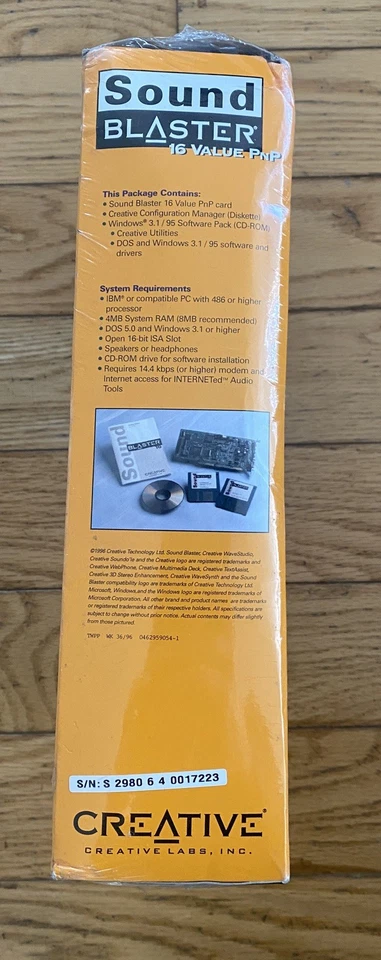 Sound
BLASTER®
16 VALUE PNP
This Package Contains:
• Sound Blaster 16 Value PnP card
• Creative Configuration Manager (Diskette)
• Windows® 3.1 / 95 Software Pack (CD-ROM)
• Creative Utilities
• DOS and Windows 3.1 / 95 software and
drivers
System Requirements
• IBM® or compatible PC with 486 or higher
processor
• 4MB System RAM (8MB recommended)
• DOS 5.0 and Windows 3.1 or higher
• Open 16-bit ISA Slot
• Speakers or headphones
• CD-ROM drive for software installation
• Requires 14.4 kbps (or higher) modem and
Internet access for INTERNETed™ Audio
Tools
Sound
BLASTER
©1996 Creative Technology Ltd. Sound Blaster, Creative WaveStudio,
Creative Soundo'le and the Creative logo are registered trademarks and
Creative WebPhone, Creative Multimedia Deck, Creative TextAssist,
Creative 3D Stereo Enhancement, Creative WaveSynth and the Sound
Blaster compatibility logo are trademarks of Creative Technology Ltd.
Microsoft, Windows,and the Windows logo are registered trademarks of
Microsoft Corporation. All other brand and product names are trademarks
or registered trademarks of their respective holders. All specifications are
subject to change without prior notice. Actual contents may differ slightly
from those pictured.
TWPP WK 36/96 0462959054-1
S/N: S 2980 6 4 0017223
CREATIVE®
CREATIVE LABS, INC.